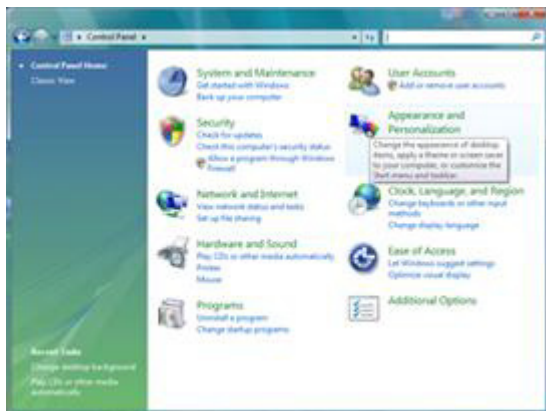 Control Panel
Control Panel Home
Classic View
System and Maintenance
Get started with Windows
Back up your computer
Security
Check for updates
Check this computer's security status
Allow a program through Windows
Firewall
Network and Internet
View network status and tasks
Set up file sharing
Hardware and Sound
Play CDs or other media automatically
Printer
Mouse
Programs
Uninstall a program
Change startup programs
User Accounts
Add or remove user accounts
Appearance and
Personalization
Change the appearance of desktop
items, apply a theme or screen saver
to your computer, or customize the
Start menu and taskbar.
Clock, Language, and Region
Change keyboards or other input
methods
Change display language
Ease of Access
Let Windows suggest settings
Optimize visual display
Additional Options
Recent Tasks
Change desktop background
Play CDs or other media
automatically